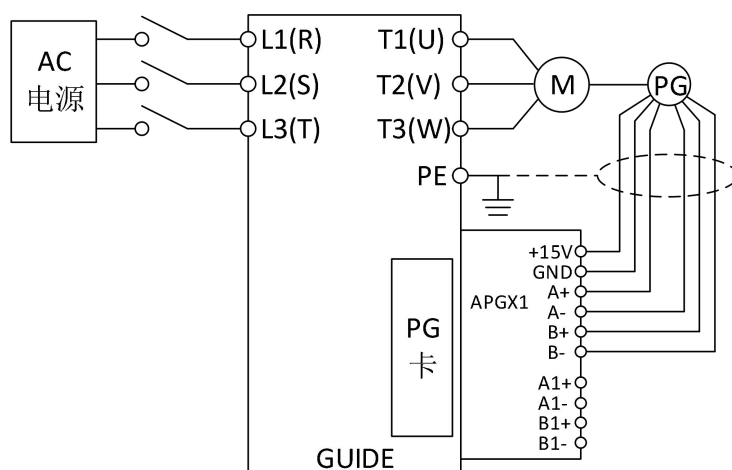 AC
电源
L1(R)
L2(S)
L3(T)
T1(U)
T2(V)
T3(W)
PE
M
PG
PG
卡
APGX1
+15V
GND
A+
A-
B+
B-
A1+
A1-
B1+
B1-
GUIDE